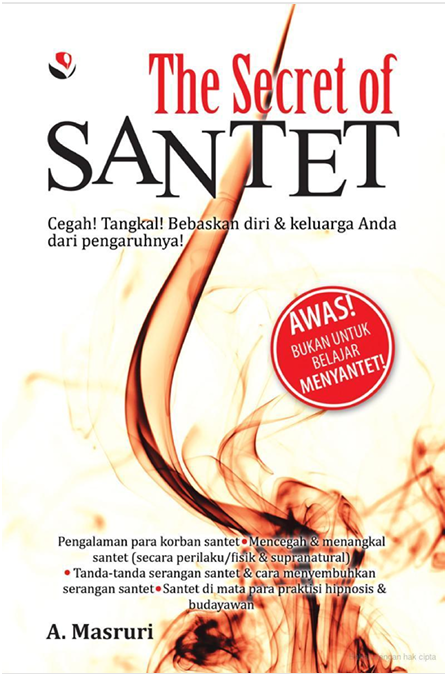 The Secret of
SANTET
Cegah! Tangkal! Bebaskan diri & keluarga Anda
dari pengaruhnya!
AWAS!
BUKAN UNTUK
BELAJAR
MENYANTET!
Pengalaman para korban santet•Mencegah & menangkal
santet (secara perilaku/fisik & supranatural)
•Tanda-tanda serangan santet & cara menyembuhkan
serangan santet•Santet di mata para praktisi hipnosis &
budayawan
A. Masruri
hak cipta